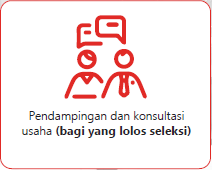 Pendampingan dan konsultasi
usaha (bagi yang lolos seleksi)